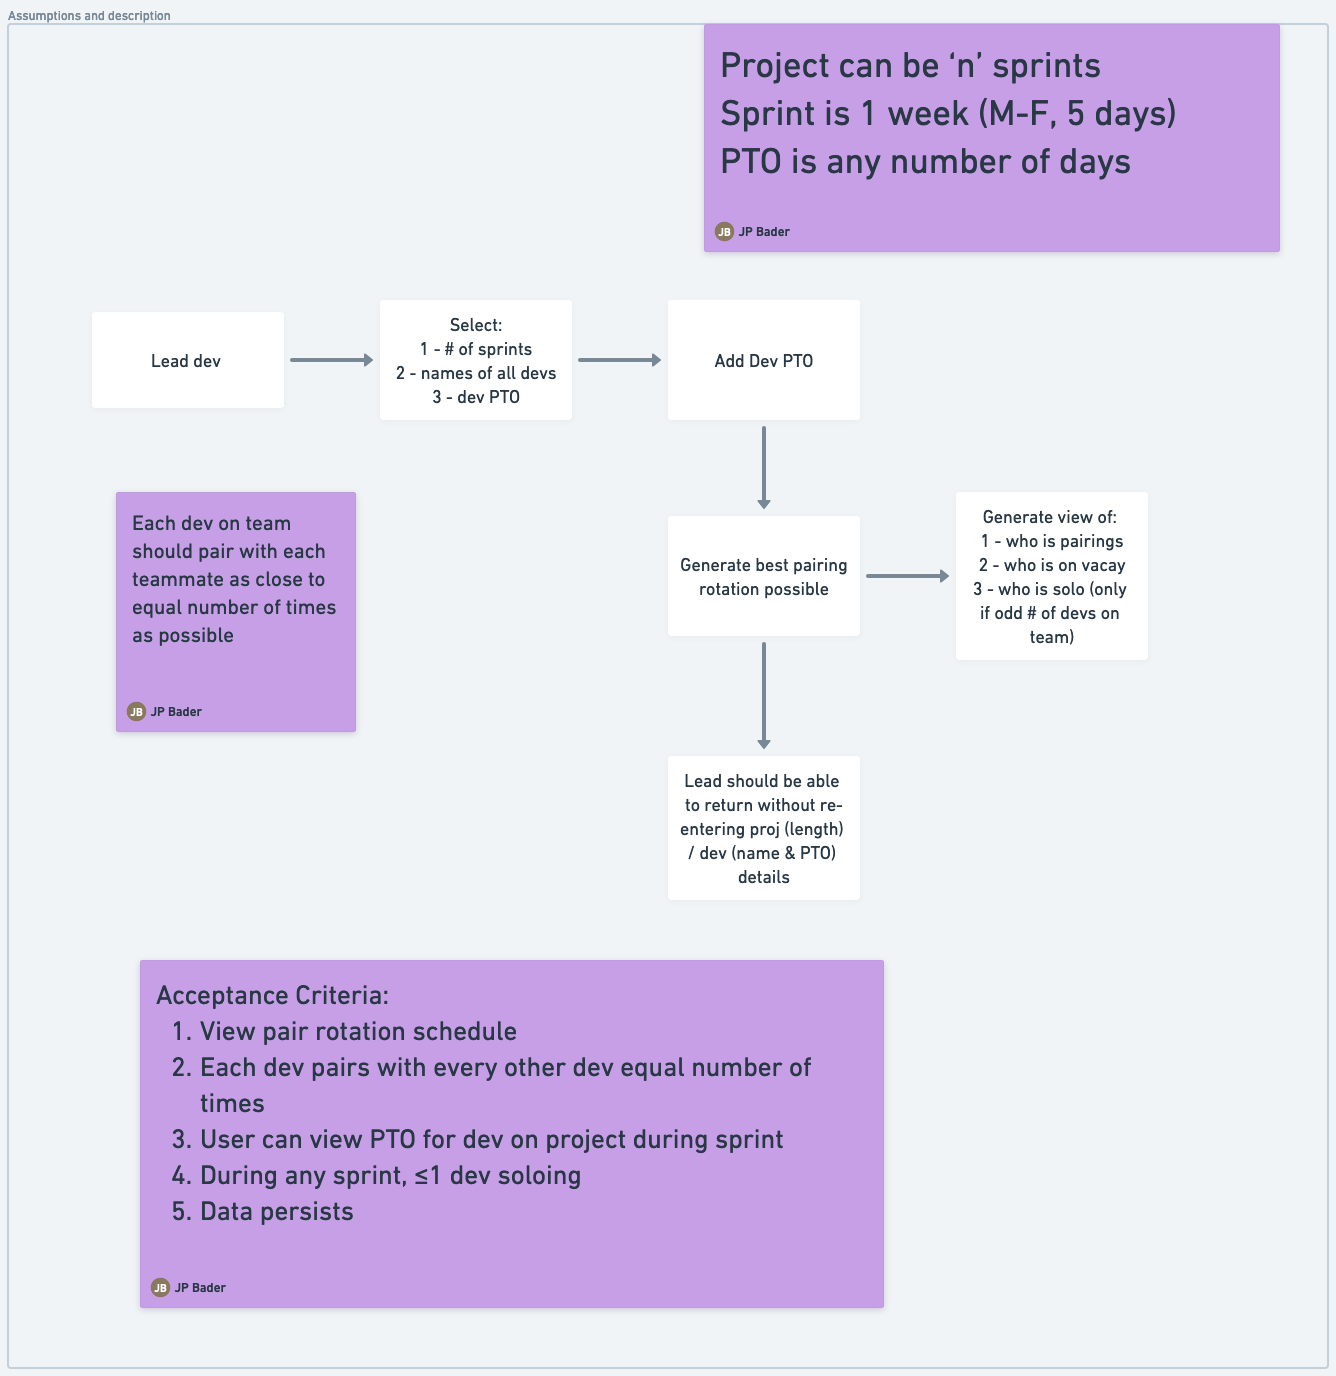 Assumptions and description
Project can be ‘n’ sprints
Sprint is 1 week (M-F, 5 days)
PTO is any number of days
JB JP Bader
Lead dev
Select:
1 - # of sprints
2 - names of all devs
3 - dev PTO
Add Dev PTO
Each dev on team
should pair with each
teammate as close to
equal number of times
as possible
JB JP Bader
Generate best pairing
rotation possible
Generate view of:
1 - who is pairings
2 - who is on vacay
3 - who is solo (only
if odd # of devs on
team)
Lead should be able
to return without re-
entering proj (length)
/ dev (name & PTO)
details
Acceptance Criteria:
1. View pair rotation schedule
2. Each dev pairs with every other dev equal number of
times
3. User can view PTO for dev on project during sprint
4. During any sprint, ≤1 dev soloing
5. Data persists
JB JP Bader